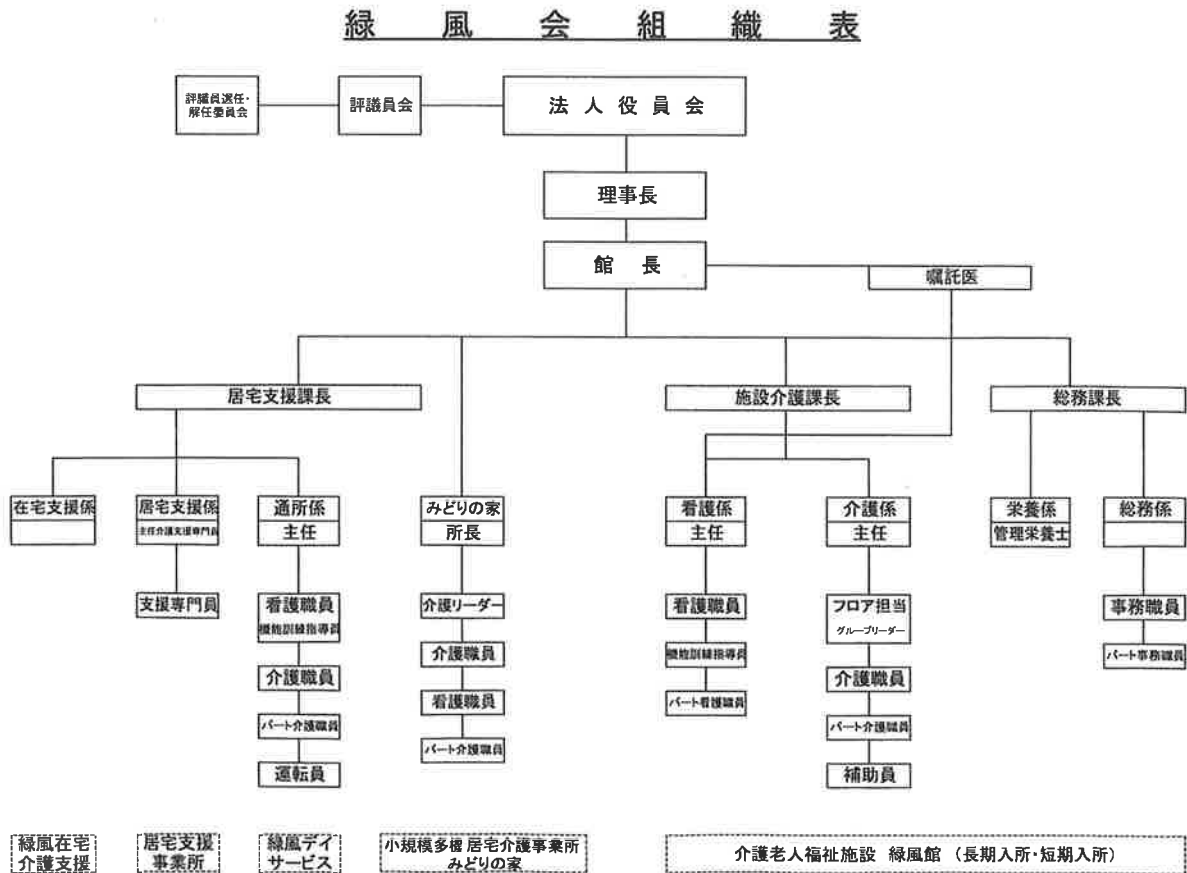 緑風会組織表
評議員選任・
解任委員会
評議員会
法人役員会
理事長
館長
嘱託医
居宅支援課長
施設介護課長
総務課長
在宅支援係
居宅支援係
主任介護支援専門員
通所係
主任
みどりの家
所長
看護係
主任
介護係
主任
栄養係
管理栄養士
総務係
支援専門員
看護職員
機能訓練指導員
介護リーダー
看護職員
フロア担当
グループリーダー
事務職員
介護職員
機能訓練指導員
パート事務職員
介護職員
介護職員
看護職員
パート看護職員
パート介護職員
パート介護職員
パート介護職員
運転員
補助員
緑風在宅
介護支援
居宅支援
事業所
緑風デイ
サービス
小規模多機居宅介護事業所
みどりの家
介護老人福祉施設 緑風館 （長期入所・短期入所）